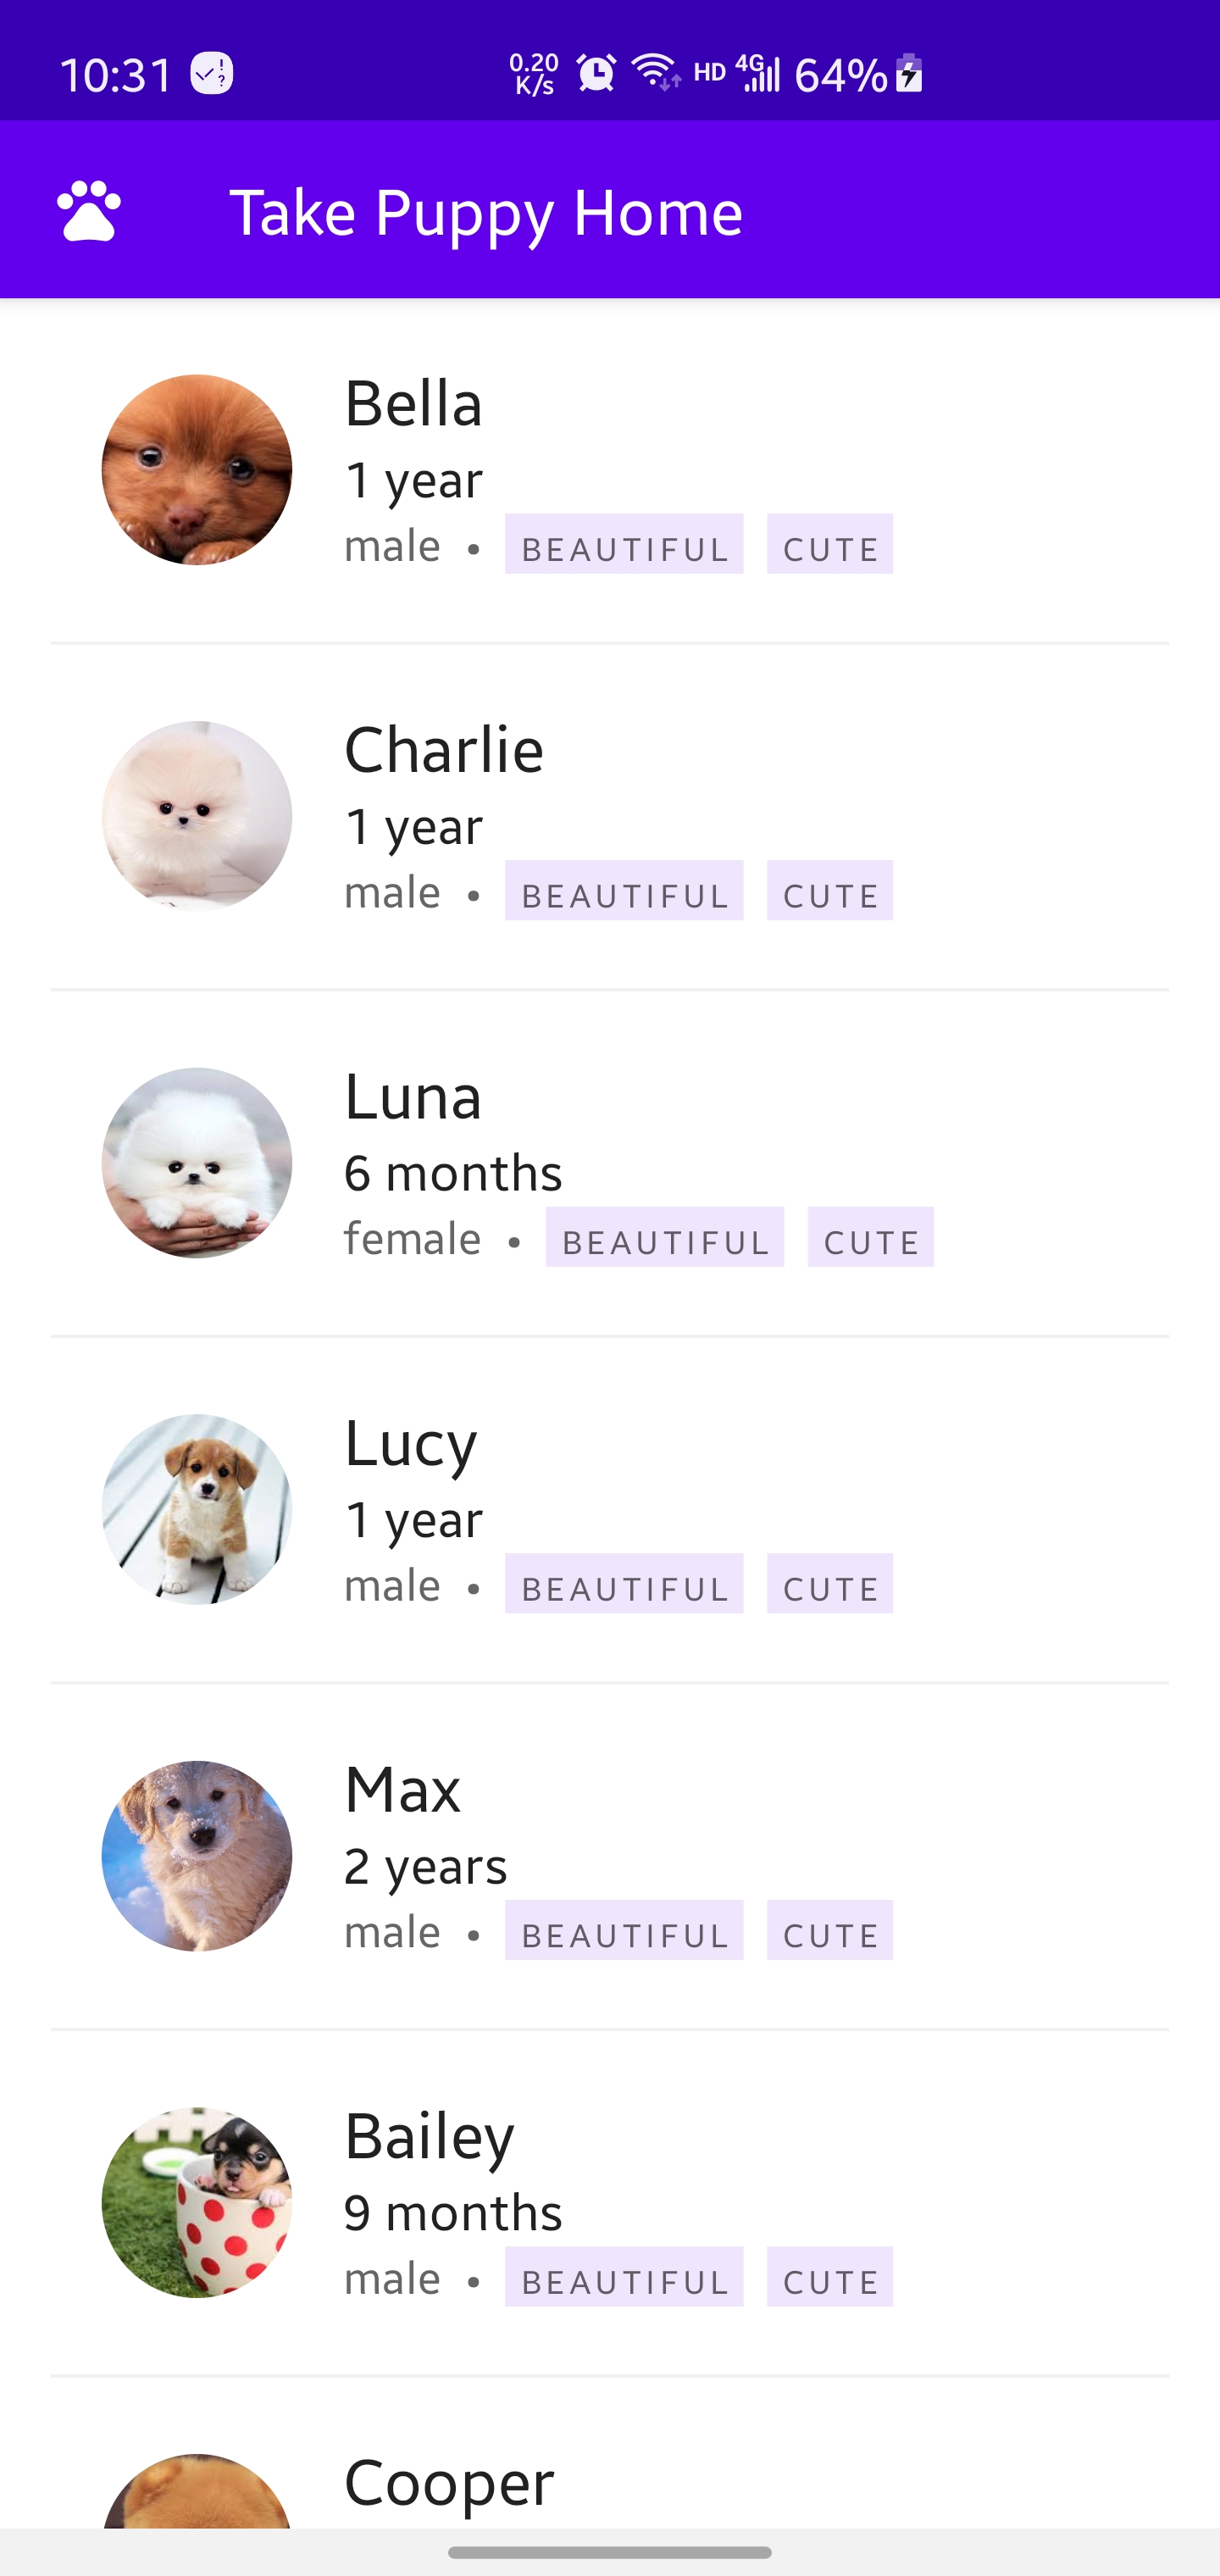 10:31 0.20 K/s HD 4G 64%
Take Puppy Home
Bella
1 year
male • BEAUTIFUL CUTE
Charlie
1 year
male • BEAUTIFUL CUTE
Luna
6 months
female • BEAUTIFUL CUTE
Lucy
1 year
male • BEAUTIFUL CUTE
Max
2 years
male • BEAUTIFUL CUTE
Bailey
9 months
male • BEAUTIFUL CUTE
Cooper